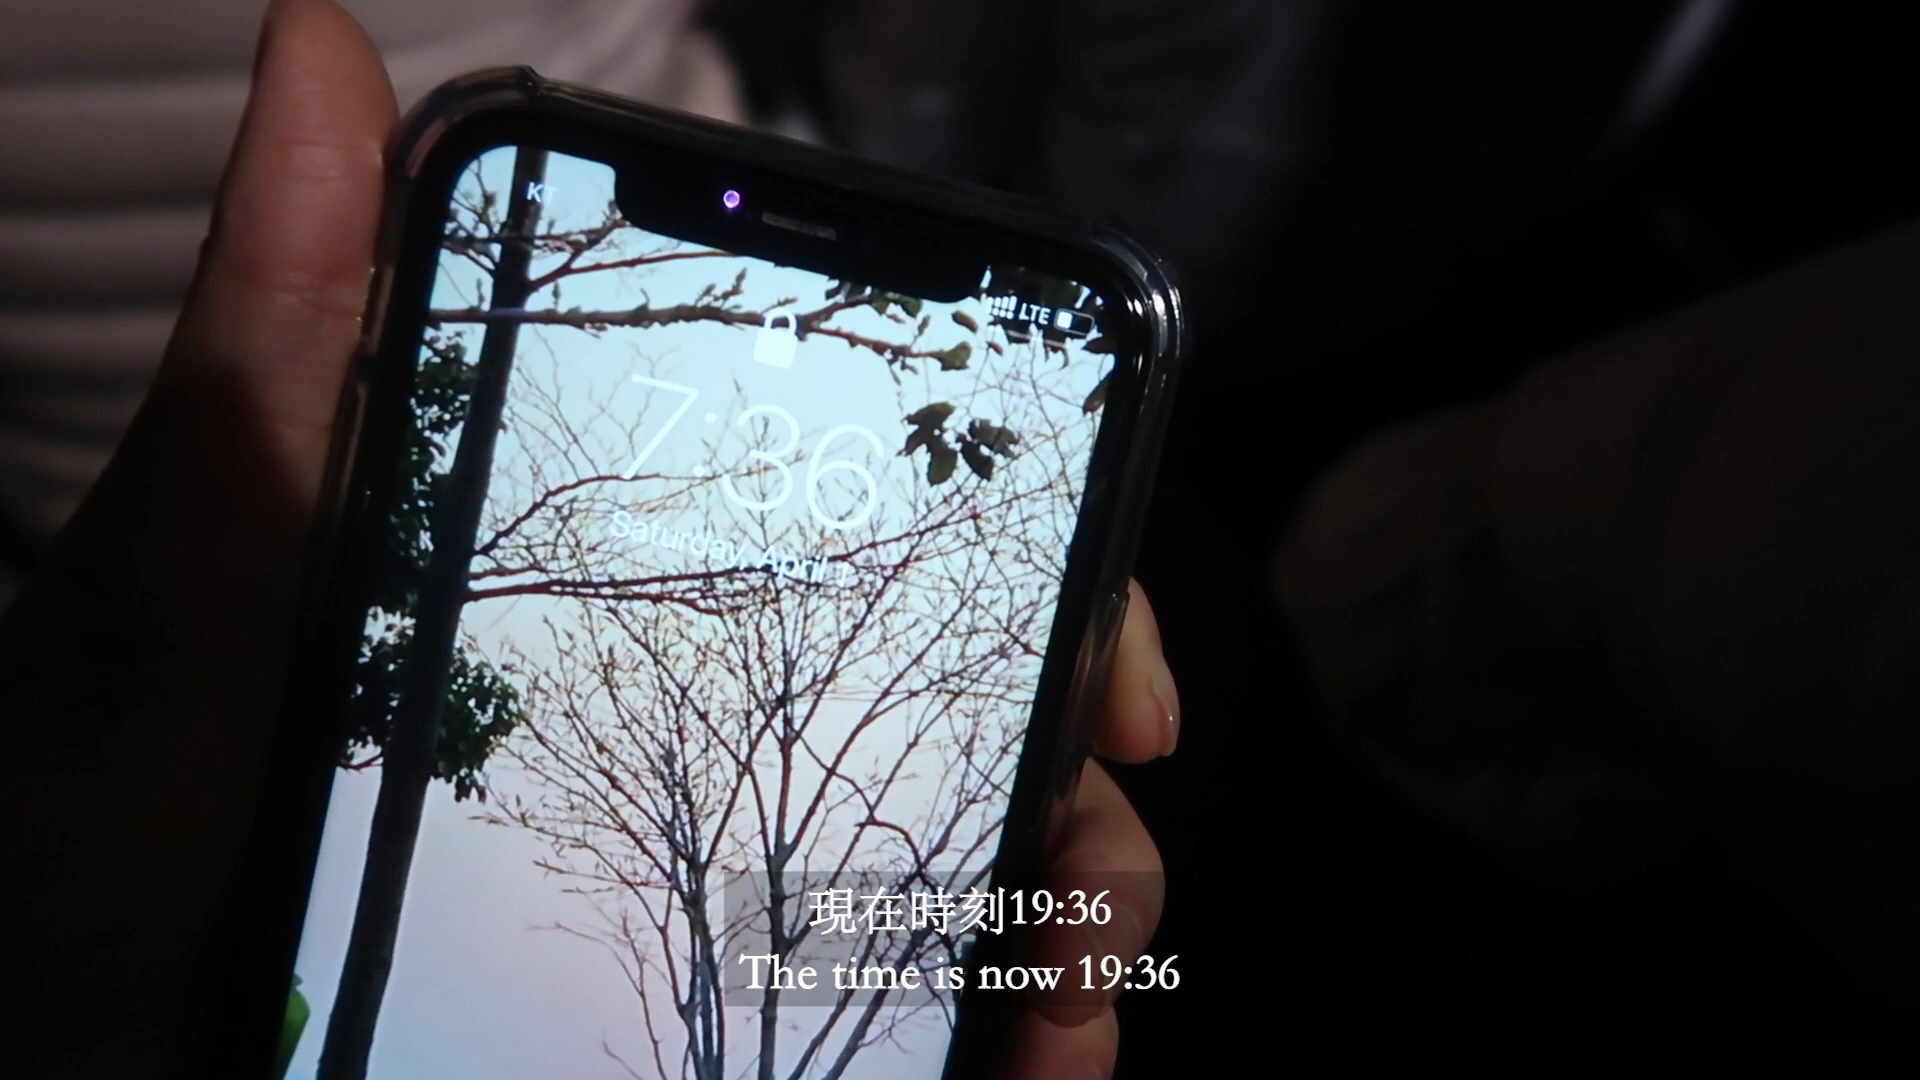 KT
LTE
7:36
Saturday, April 1
現在時刻19:36
The time is now 19:36